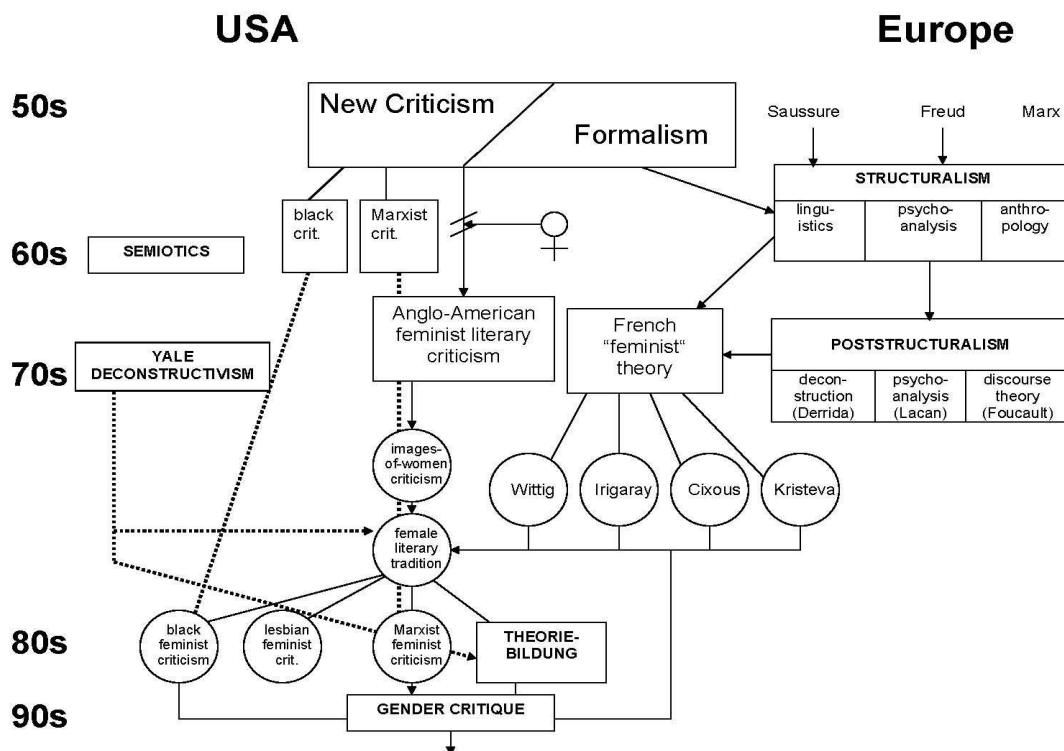 USA
Europe
50s
New Criticism
Formalism
Saussure
Freud
Marx
STRUCTURALISM
lingu-
istics
psycho-
analysis
anthro-
pology
black
crit.
Marxist
crit.
60s
SEMIOTICS
Anglo-American
feminist literary
criticism
French
“feminist“
theory
POSTSTRUCTURALISM
decon-
struction
(Derrida)
psycho-
analysis
(Lacan)
discourse
theory
(Foucault)
70s
YALE
DECONSTRUCTIVISM
images-
of-women
criticism
Wittig
Irigaray
Cixous
Kristeva
female
literary
tradition
80s
black
feminist
criticism
lesbian
feminist
crit.
Marxist
feminist
criticism
THEORIE-
BILDUNG
90s
GENDER CRITIQUE